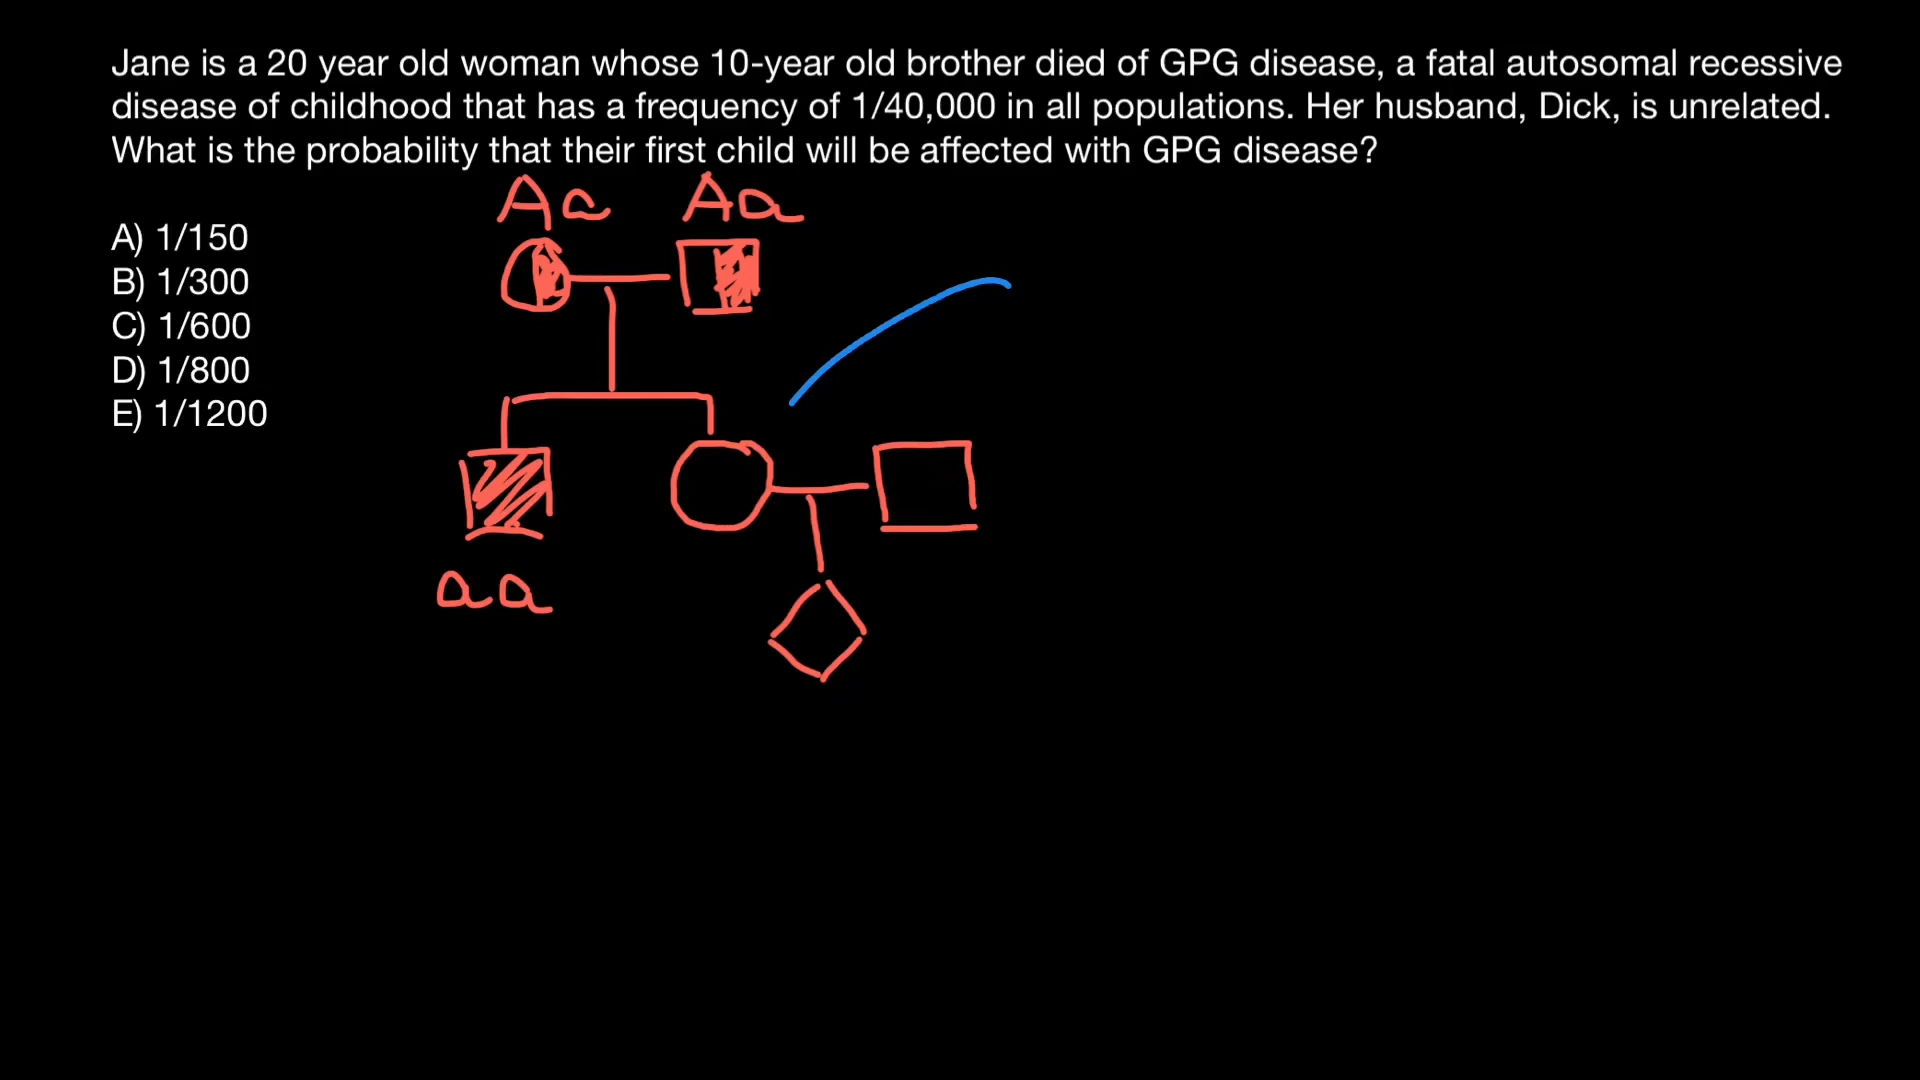 Jane is a 20 year old woman whose 10-year old brother died of GPG disease, a fatal autosomal recessive
disease of childhood that has a frequency of 1/40,000 in all populations. Her husband, Dick, is unrelated.
What is the probability that their first child will be affected with GPG disease?
Aa Aa
A) 1/150
B) 1/300
C) 1/600
D) 1/800
E) 1/1200
aa